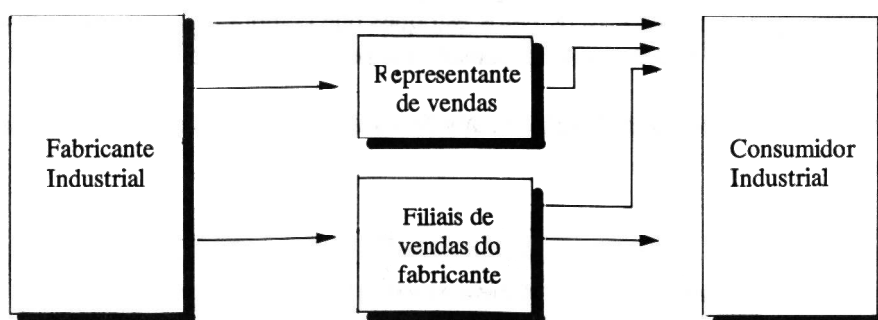 Fabricante
Industrial
Representante
de vendas
Filiais de
vendas do
fabricante
Consumidor
Industrial